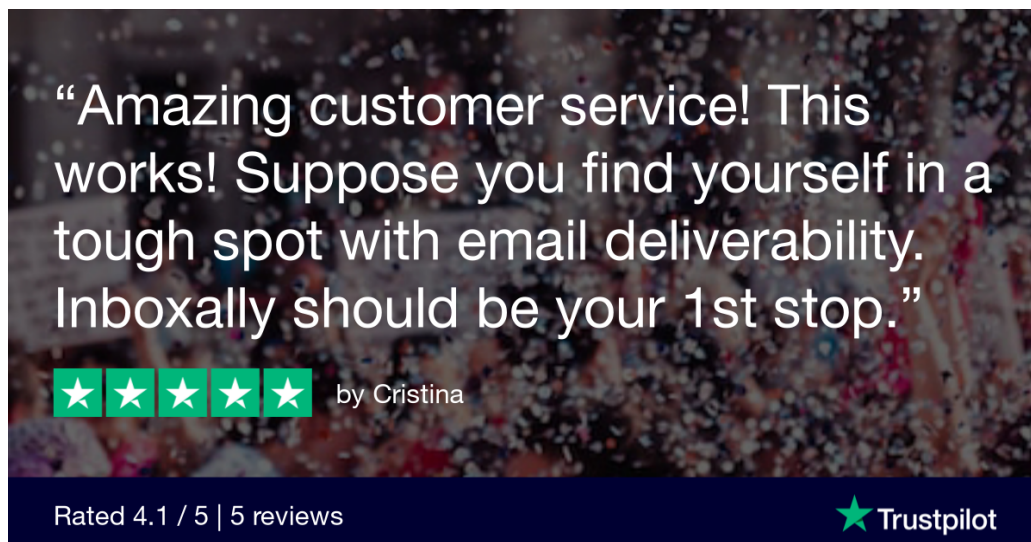 “Amazing customer service! This
works! Suppose you find yourself in a
tough spot with email deliverability.
Inboxally should be your 1st stop.”
by Cristina
Rated 4.1 / 5 | 5 reviews
Trustpilot